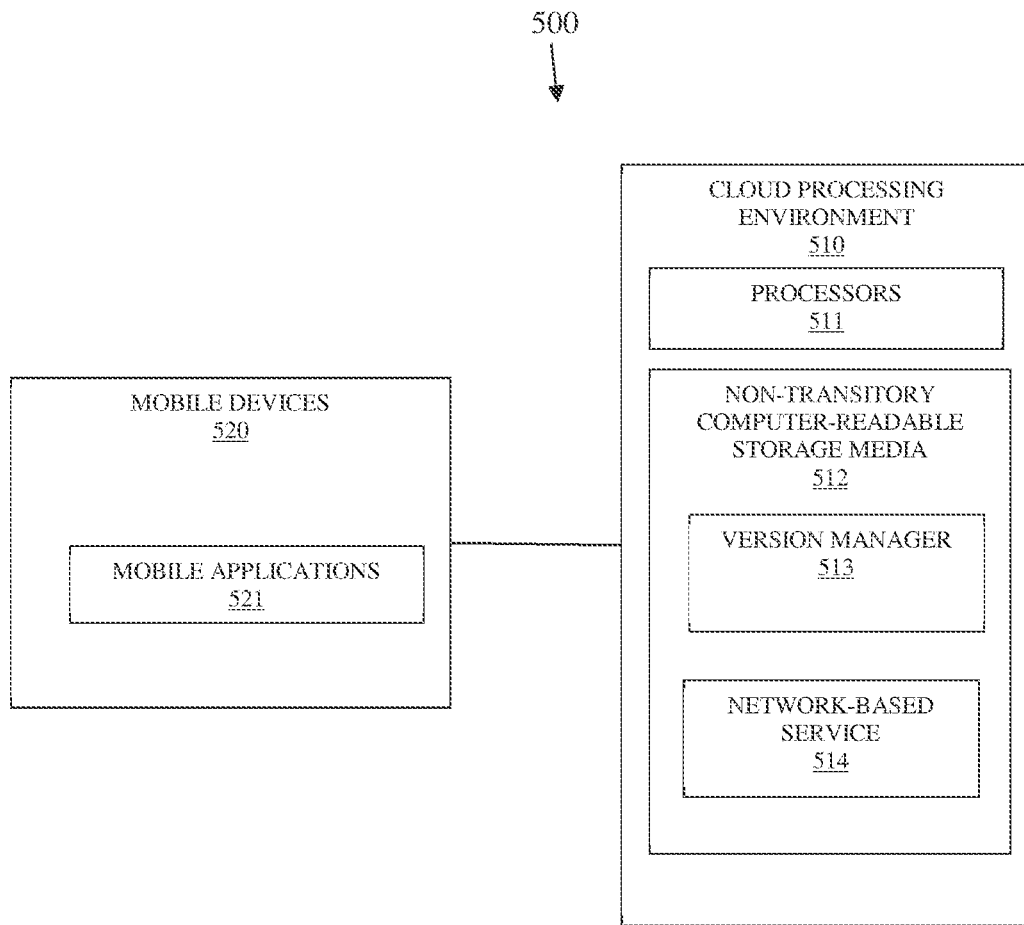 500
CLOUD PROCESSING
ENVIRONMENT
510
PROCESSORS
511
MOBILE DEVICES
520
MOBILE APPLICATIONS
521
NON-TRANSITORY
COMPUTER-READABLE
STORAGE MEDIA
512
VERSION MANAGER
513
NETWORK-BASED
SERVICE
514